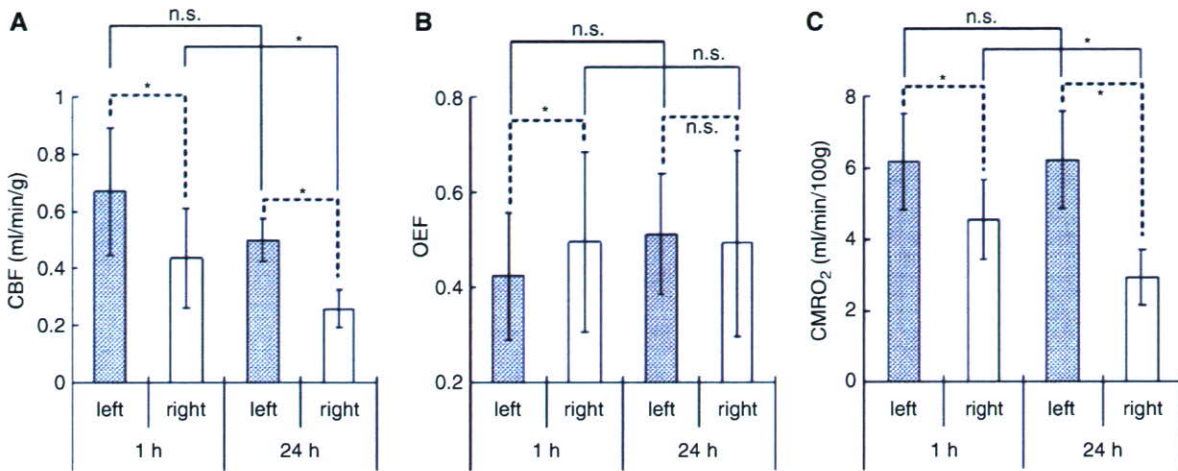 A
n.s.
*
CBF (ml/min/g)
1
0.8
0.6
0.4
0.2
0
*
*
left right left right
1 h 24 h
B
n.s.
n.s.
OEF
0.8
0.6
0.4
0.2
*
n.s.
left right left right
1 h 24 h
C
n.s.
*
CMRO₂ (ml/min/100g)
8
6
4
2
0
*
*
left right left right
1 h 24 h